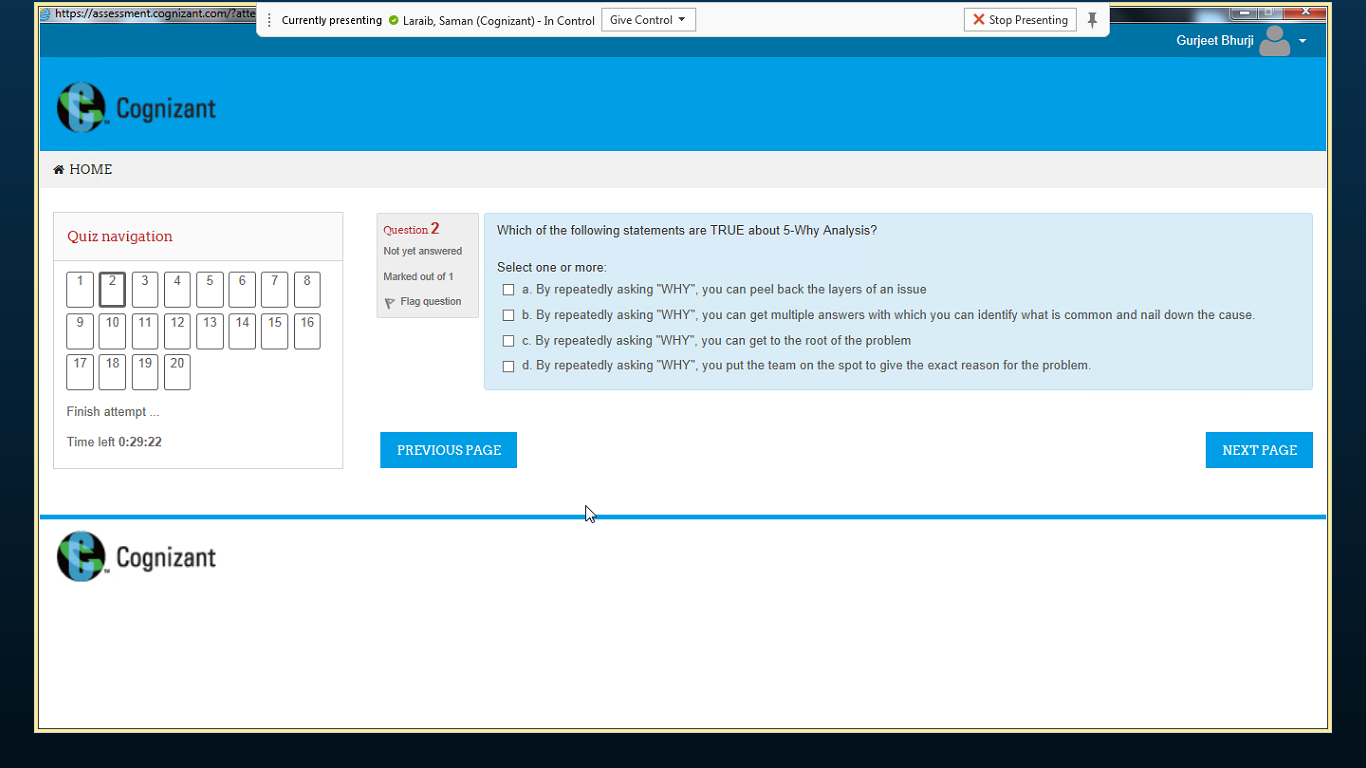 https://assessment.cognizant.com/?atte
Currently presenting Laraib, Saman (Cognizant) - In Control Give Control Stop Presenting
Gurjeet Bhurji
Cognizant
HOME
Quiz navigation
1 2 3 4 5 6 7 8
9 10 11 12 13 14 15 16
17 18 19 20
Finish attempt ...
Time left 0:29:22
Question 2
Not yet answered
Marked out of 1
Flag question
Which of the following statements are TRUE about 5-Why Analysis?
Select one or more:
a. By repeatedly asking "WHY", you can peel back the layers of an issue
b. By repeatedly asking "WHY", you can get multiple answers with which you can identify what is common and nail down the cause.
c. By repeatedly asking "WHY", you can get to the root of the problem
d. By repeatedly asking "WHY", you put the team on the spot to give the exact reason for the problem.
PREVIOUS PAGE NEXT PAGE
Cognizant